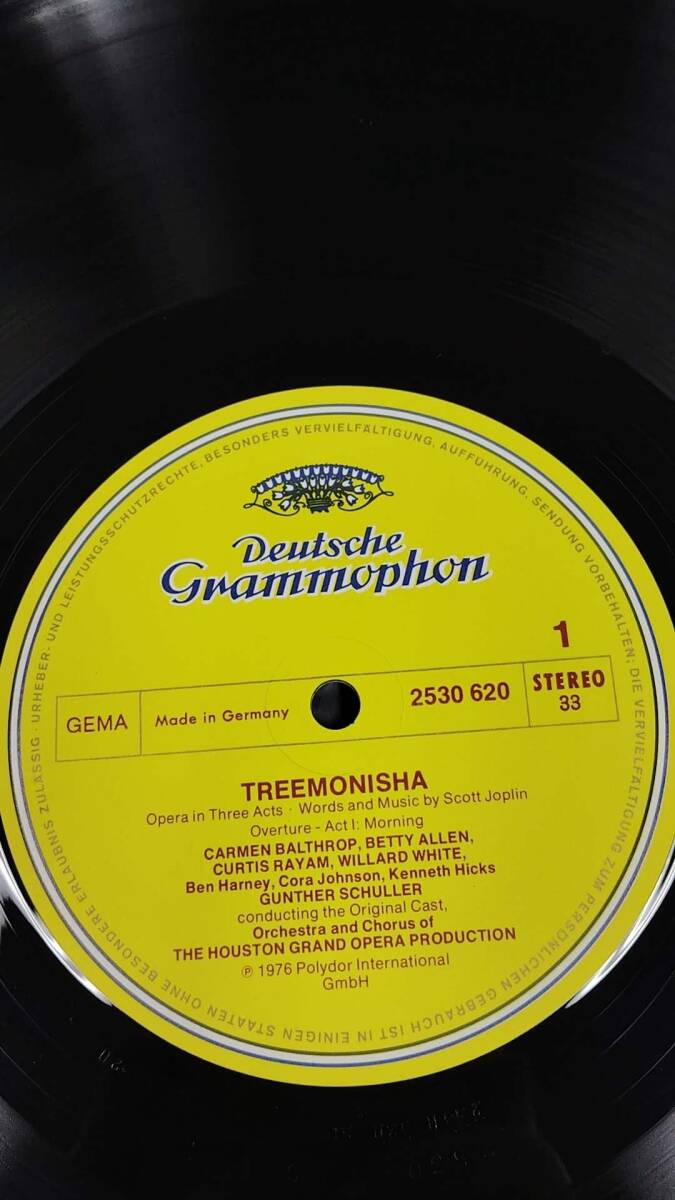 URHEBER- UND LEISTUNGSSCHUTZRECHTE, BESONDERS VERVIELFÄLTIGUNG, AUFFÜHRUNG, SENDUNG VORBEHALTEN; DIE VERVIELFÄLTIGUNG ZUM PERSÖNLICHEN GEBRAUCH IST IN EINIGEN STAATEN OHNE BESONDERE ERLAUBNIS ZULÄSSIG ·
Deutsche
Grammophon
1
GEMA
Made in Germany
2530 620
STEREO
33
TREEMONISHA
Opera in Three Acts · Words and Music by Scott Joplin
Overture - Act I: Morning
CARMEN BALTHROP, BETTY ALLEN,
CURTIS RAYAM, WILLARD WHITE,
Ben Harney, Cora Johnson, Kenneth Hicks
GUNTHER SCHULLER
conducting the Original Cast,
Orchestra and Chorus of
THE HOUSTON GRAND OPERA PRODUCTION
℗ 1976 Polydor International
GmbH